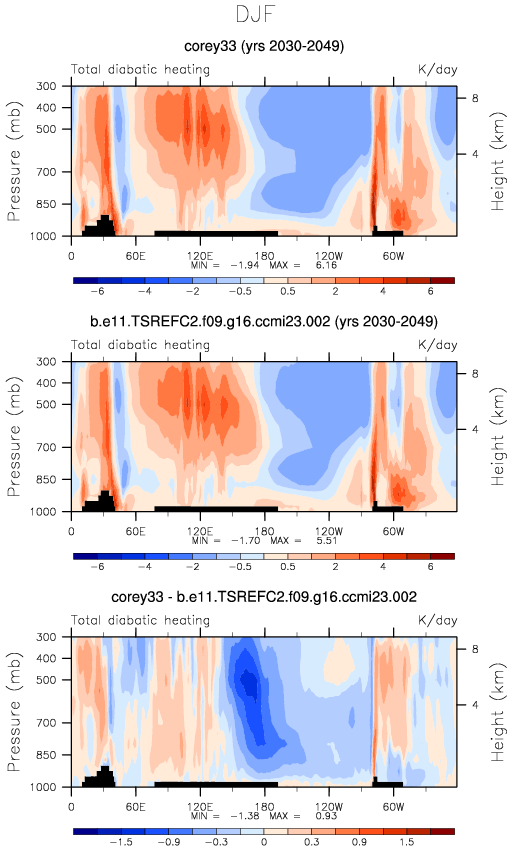 DJF
corey33 (yrs 2030-2049)
Total diabatic heating K/day
300
400
500
700
850
1000
Pressure (mb)
8
4
Height (km)
0 60E 120E 180 120W 60W
MIN = -1.94 MAX = 6.16
-6 -4 -2 -0.5 0.5 2 4 6
b.e11.TSREFC2.f09.g16.ccmi23.002 (yrs 2030-2049)
Total diabatic heating K/day
300
400
500
700
850
1000
Pressure (mb)
8
4
Height (km)
0 60E 120E 180 120W 60W
MIN = -1.70 MAX = 5.51
-6 -4 -2 -0.5 0.5 2 4 6
corey33 - b.e11.TSREFC2.f09.g16.ccmi23.002
Total diabatic heating K/day
300
400
500
700
850
1000
Pressure (mb)
8
4
Height (km)
0 60E 120E 180 120W 60W
MIN = -1.38 MAX = 0.93
-1.5 -0.9 -0.3 0 0.3 0.9 1.5